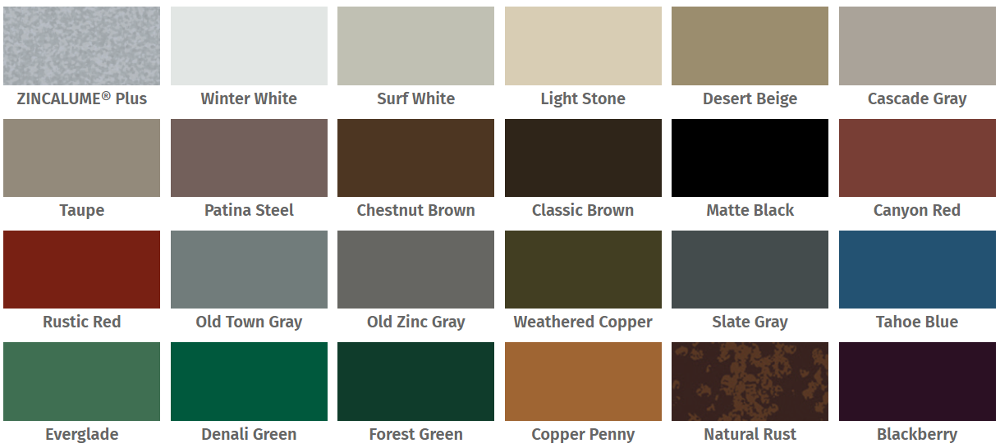 ZINCALUME® Plus
Winter White
Surf White
Light Stone
Desert Beige
Cascade Gray
Taupe
Patina Steel
Chestnut Brown
Classic Brown
Matte Black
Canyon Red
Rustic Red
Old Town Gray
Old Zinc Gray
Weathered Copper
Slate Gray
Tahoe Blue
Everglade
Denali Green
Forest Green
Copper Penny
Natural Rust
Blackberry